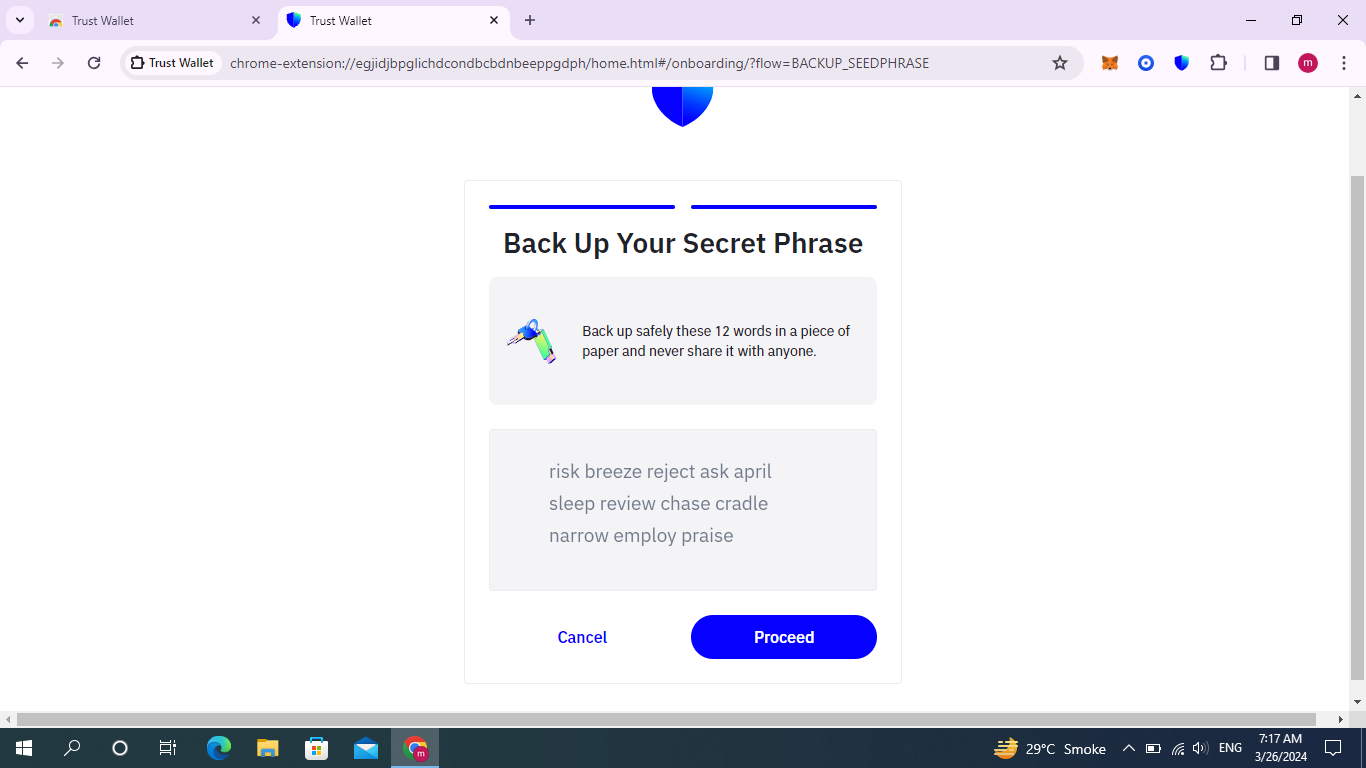 Trust Wallet
Trust Wallet
Trust Wallet
chrome-extension://egjidjbpglichdcondbcbdnbeeppgdph/home.html#/onboarding/?flow=BACKUP_SEEDPHRASE
m
Back Up Your Secret Phrase
Back up safely these 12 words in a piece of
paper and never share it with anyone.
risk breeze reject ask april
sleep review chase cradle
narrow employ praise
Cancel
Proceed
m
29°C Smoke
ENG
7:17 AM
3/26/2024